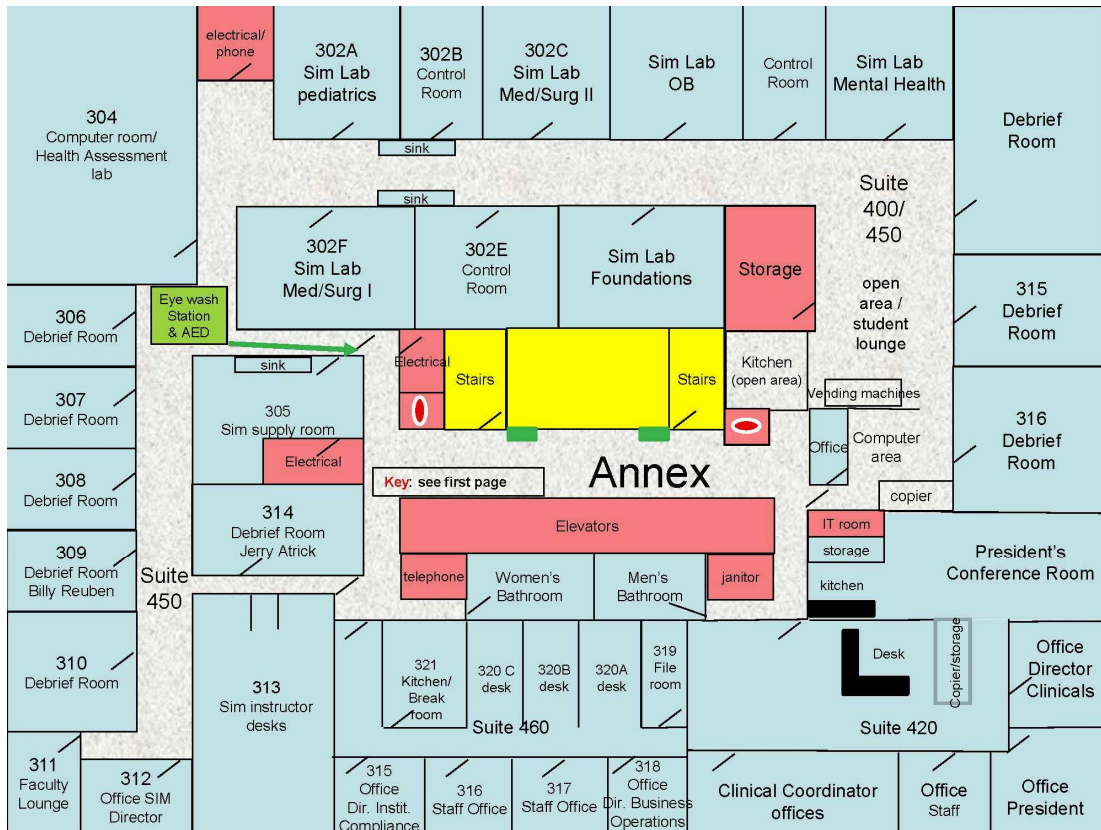 electrical/
phone
302A
Sim Lab
pediatrics
302B
Control
Room
302C
Sim Lab
Med/Surg II
Sim Lab
OB
Control
Room
Sim Lab
Mental Health
304
Computer room/
Health Assessment
lab
Debrief
Room
sink
sink
Suite
400/
450
302F
Sim Lab
Med/Surg I
302E
Control
Room
Sim Lab
Foundations
Storage
open
area /
student
lounge
315
Debrief
Room
306
Debrief Room
Eye wash
Station
& AED
sink
Electrical
Stairs
Stairs
Kitchen
(open area)
Vending machines
307
Debrief Room
305
Sim supply room
Electrical
Office
Computer
area
316
Debrief
Room
308
Debrief Room
Key: see first page
Annex
copier
314
Debrief Room
Jerry Atrick
Elevators
IT room
storage
kitchen
President's
Conference Room
309
Debrief Room
Billy Reuben
Suite
450
telephone
Women's
Bathroom
Men's
Bathroom
janitor
310
Debrief Room
313
Sim instructor
desks
321
Kitchen/
Break
room
320 C
desk
320B
desk
320A
desk
319
File
room
Suite 460
Desk
Copier/storage
Suite 420
Office
Director
Clinicals
311
Faculty
Lounge
312
Office SIM
Director
315
Office
Dir. Instit.
Compliance
316
Staff Office
317
Staff Office
318
Office
Dir. Business
Operations
Clinical Coordinator
offices
Office
Staff
Office
President